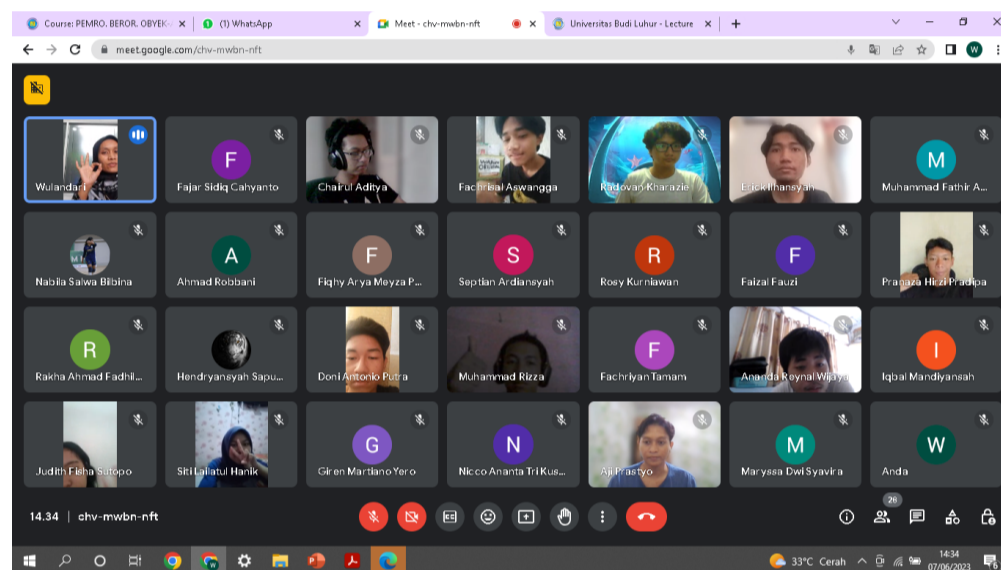 Course: PEMRO. BEROR. OBYEK
(1) WhatsApp
Meet - chv-mwbn-nft
Universitas Budi Luhur - Lecture
meet.google.com/chv-mwbn-nft
W
Wulandari
F
Fajar Sidiq Cahyanto
Chairul Aditya
Fachrisal Aswangga
Radovan Kharazie
Erick Ilhansyah
M
Muhammad Fathir A...
Nabila Salwa Bilbina
A
Ahmad Robbani
F
Fiqhy Arya Meyza P...
S
Septian Ardiansyah
R
Rosy Kurniawan
F
Faizal Fauzi
Pranaza Hirzi Pradipa
R
Rakha Ahmad Fadhil...
Hendryansyah Sapu...
Doni Antonio Putra
Muhammad Rizza
F
Fachriyan Tamam
Ananda Reynal Wijaya
I
Iqbal Mandiyansah
Judith Fisha Sutopo
Siti Lailatul Hanik
G
Giren Martiano Yero
N
Nicco Ananta Tri Kus...
Aji Prastyo
M
Maryssa Dwi Syavira
W
Anda
14.34 | chv-mwbn-nft
28
33°C Cerah
14:34
07/06/2023